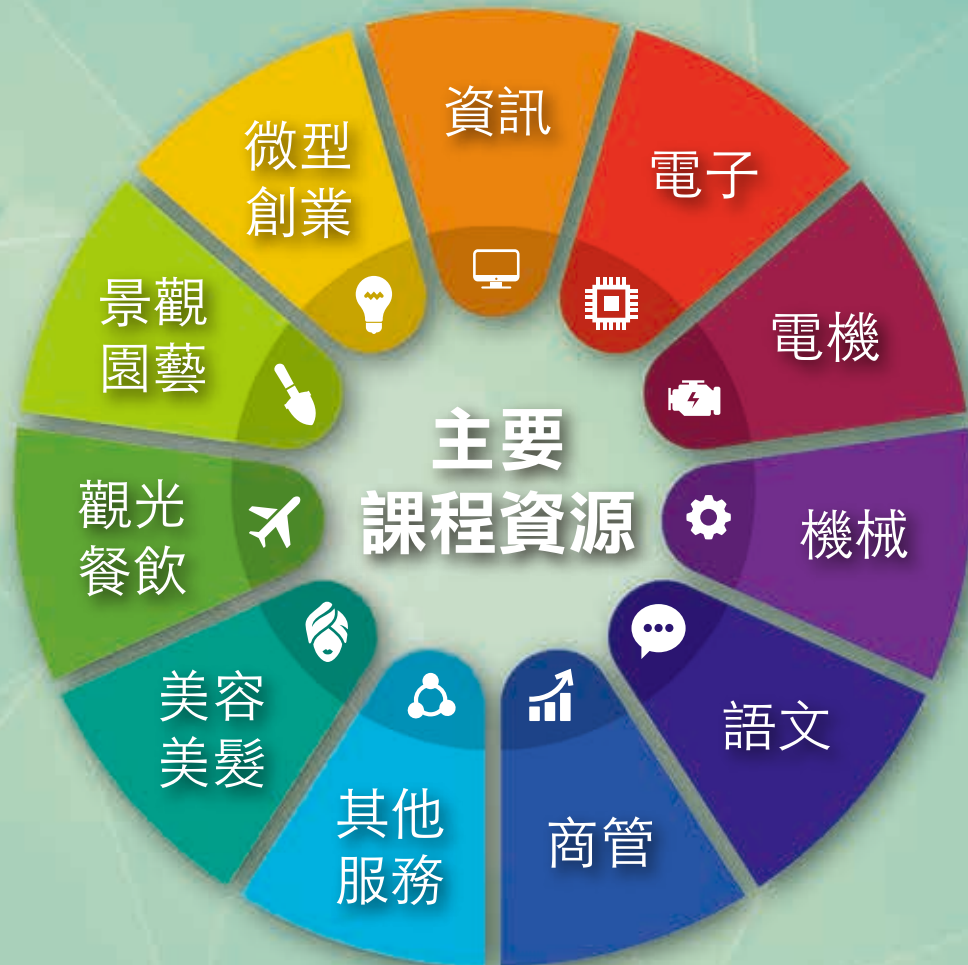 主要
課程資源
資訊
電子
電機
機械
語文
商管
其他
服務
美容
美髮
觀光
餐飲
景觀
園藝
微型
創業